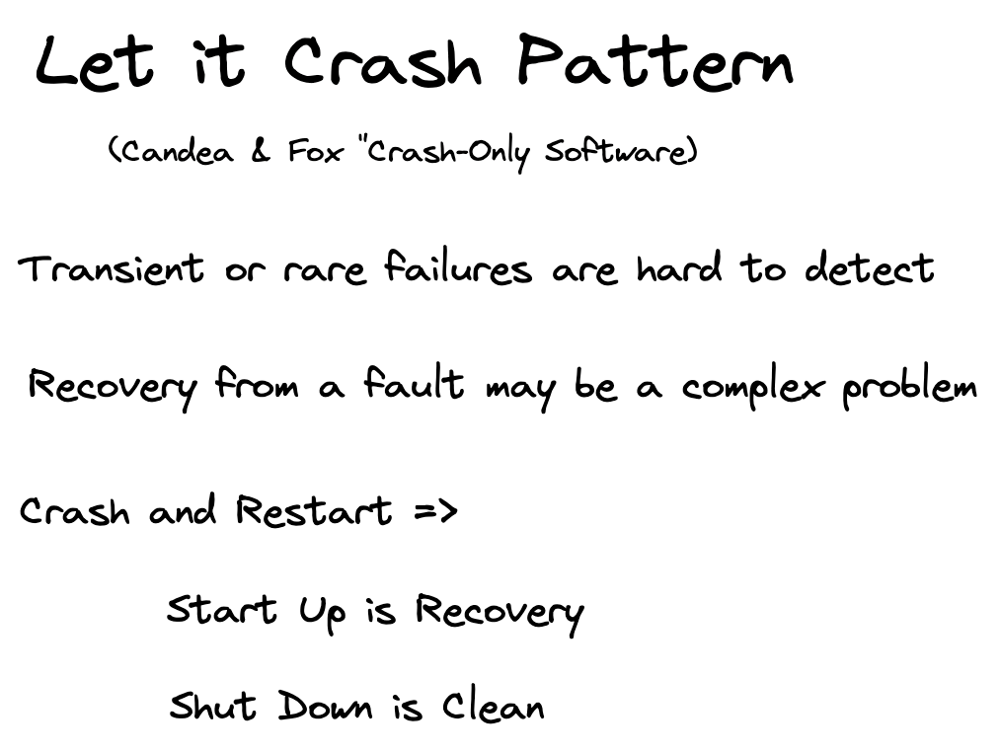 Let it Crash Pattern
(Candea & Fox "Crash-Only Software)
Transient or rare failures are hard to detect
Recovery from a fault may be a complex problem
Crash and Restart =>
Start Up is Recovery
Shut Down is Clean